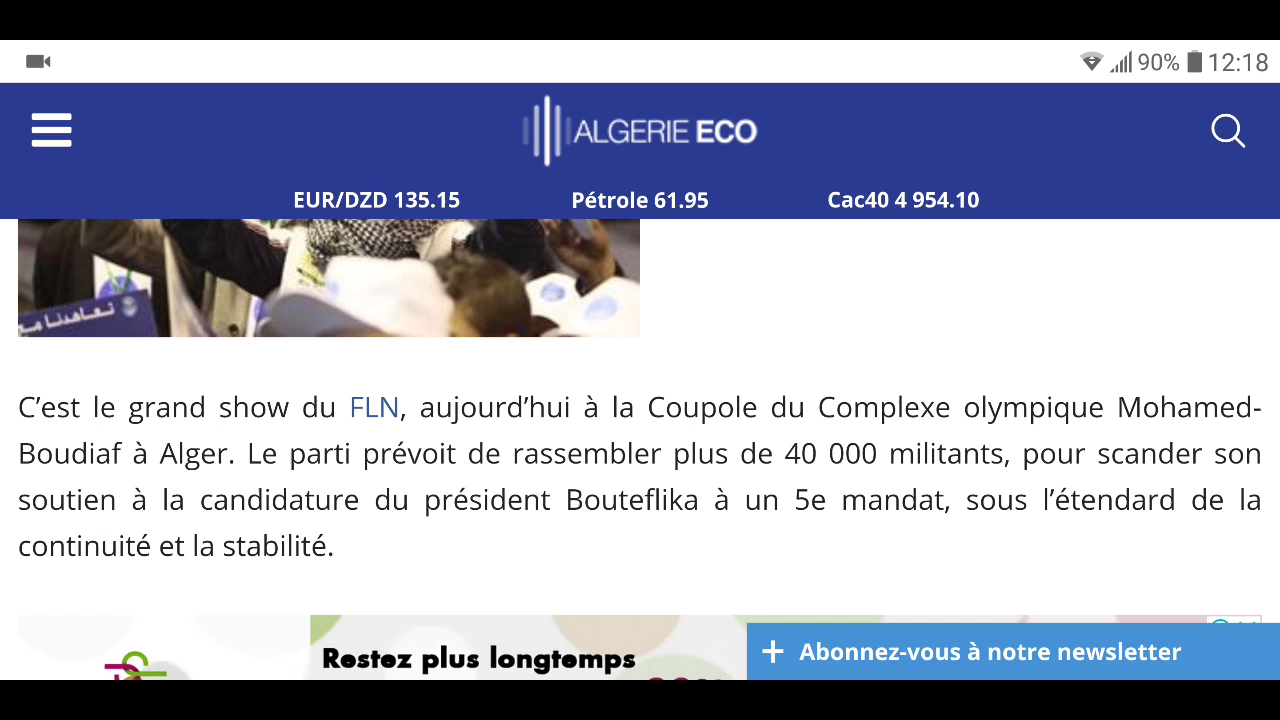 90% 12:18
ALGERIE ECO
EUR/DZD 135.15 Pétrole 61.95 Cac40 4 954.10
تعاهدنا مع
C’est le grand show du FLN, aujourd’hui à la Coupole du Complexe olympique Mohamed-
Boudiaf à Alger. Le parti prévoit de rassembler plus de 40 000 militants, pour scander son
soutien à la candidature du président Bouteflika à un 5e mandat, sous l’étendard de la
continuité et la stabilité.
Restez plus longtemps
+ Abonnez-vous à notre newsletter